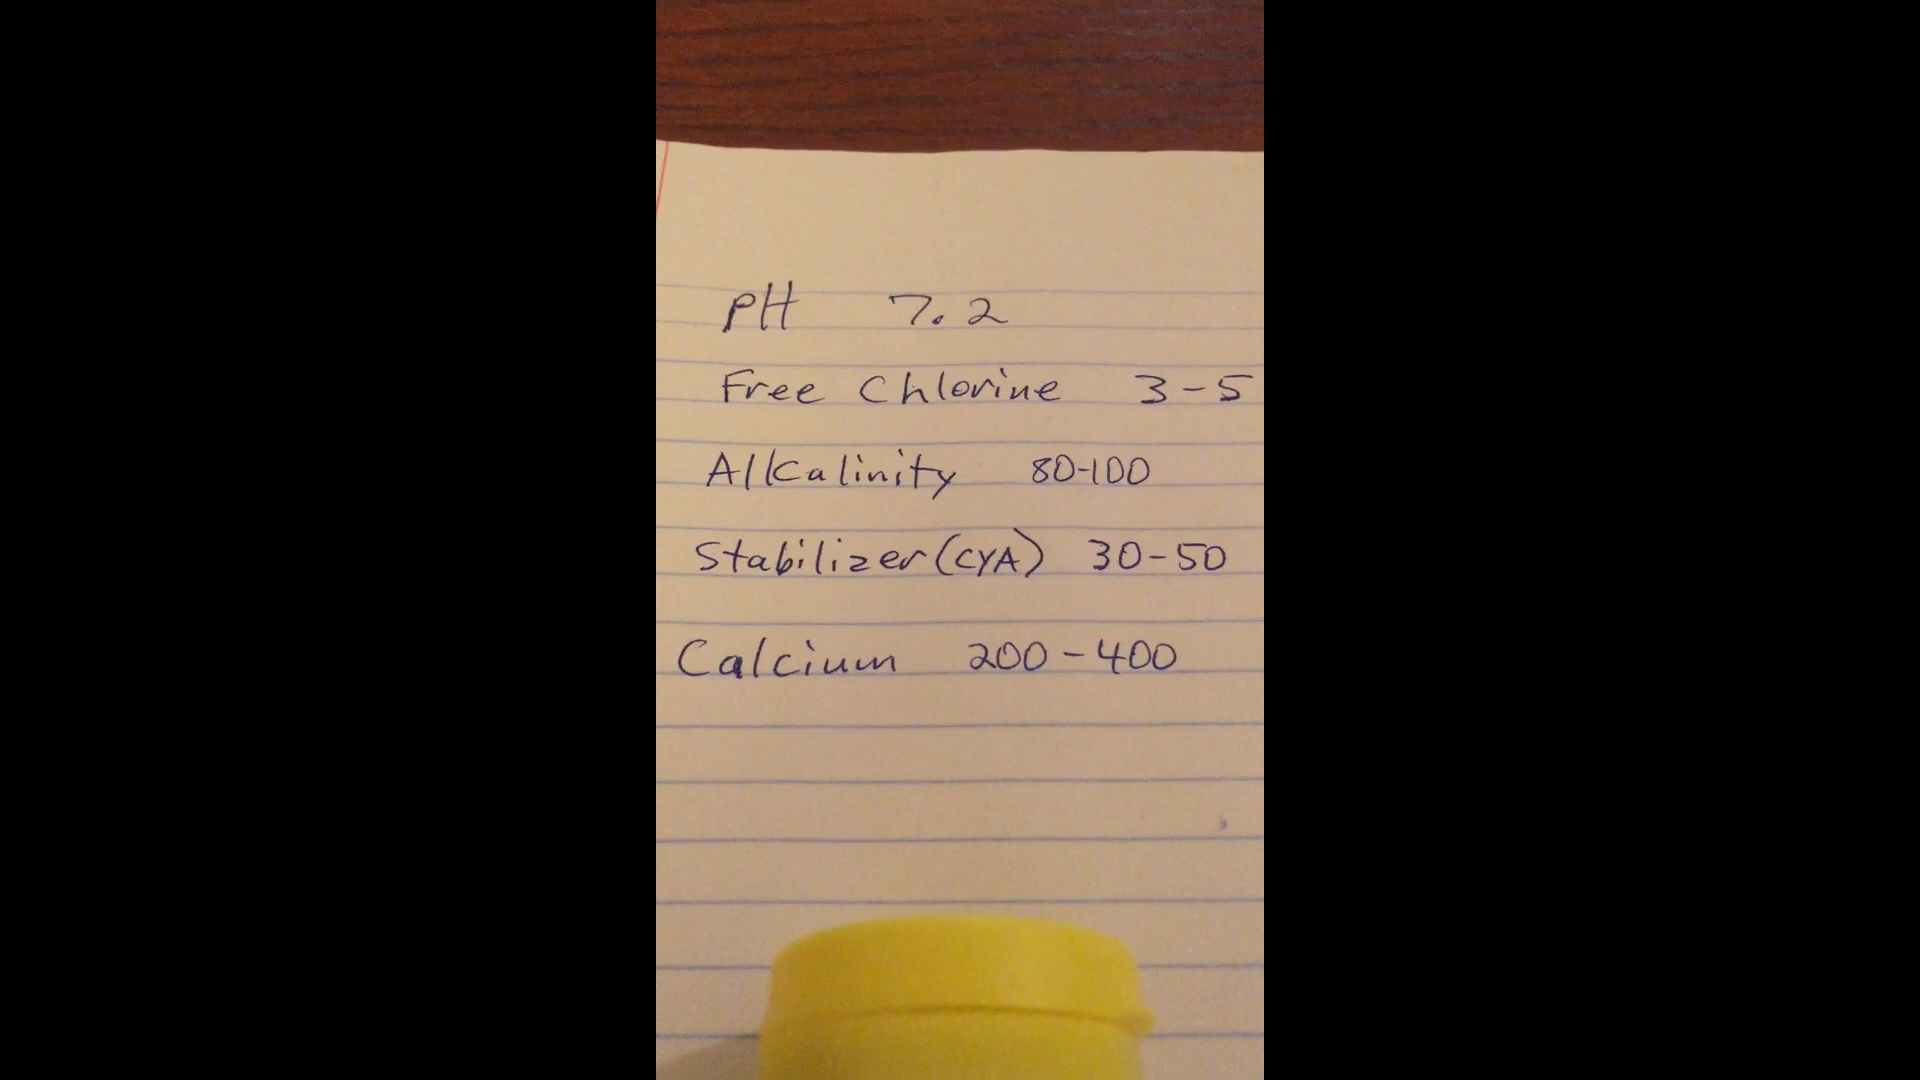 pH 7.2
Free Chlorine 3-5
Alkalinity 80-100
Stabilizer (CYA) 30-50
Calcium 200-400